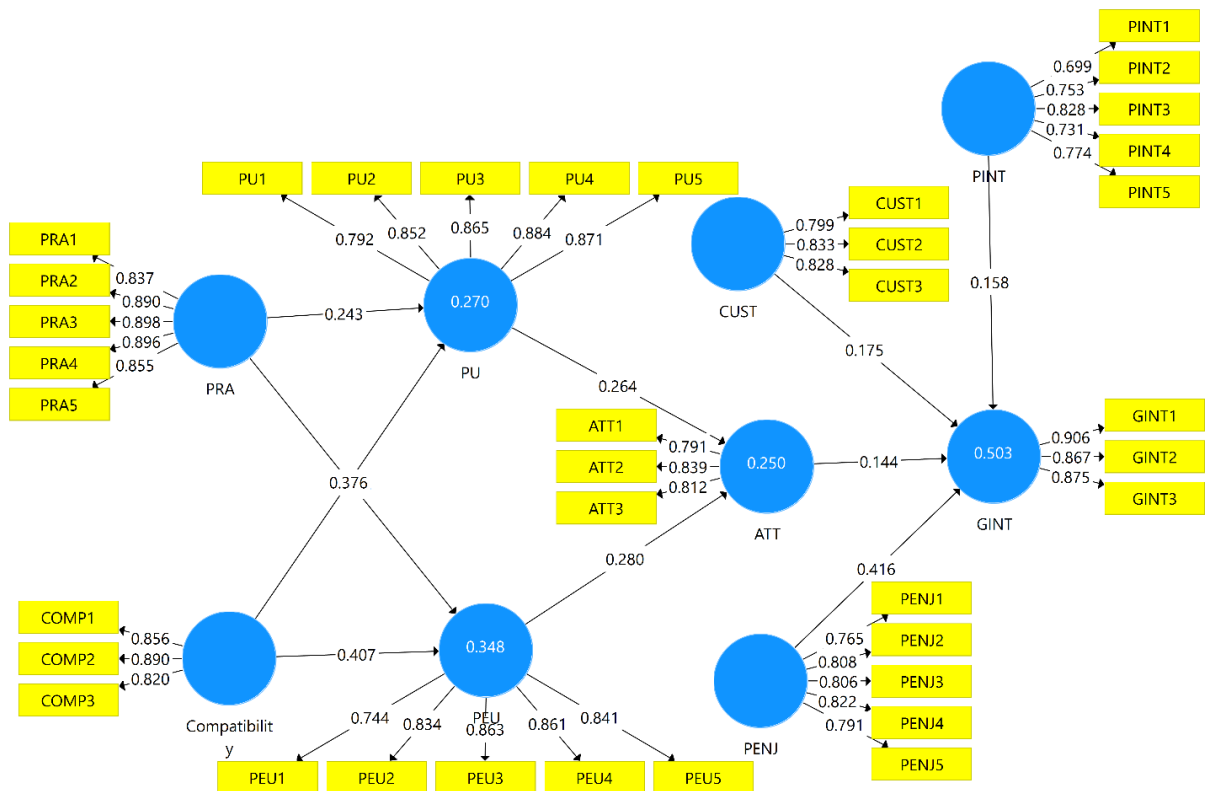 PINT1
PINT2
PINT3
PINT4
PINT5
0.699
0.753
0.828
0.731
0.774
PINT
0.158
PU1
PU2
PU3
PU4
PU5
0.792
0.852
0.865
0.884
0.871
0.270
PU
CUST1
CUST2
CUST3
0.799
0.833
0.828
CUST
0.175
PRA1
PRA2
PRA3
PRA4
PRA5
0.837
0.890
0.898
0.896
0.855
PRA
0.243
0.376
0.264
ATT1
ATT2
ATT3
0.791
0.839
0.812
0.250
ATT
0.144
0.503
GINT
0.906
0.867
0.875
GINT1
GINT2
GINT3
0.280
0.416
COMP1
COMP2
COMP3
0.856
0.890
0.820
Compatibilit
y
0.407
0.348
PEU
0.744
0.834
0.863
0.861
0.841
PEU1
PEU2
PEU3
PEU4
PEU5
PENJ
0.765
0.808
0.806
0.822
0.791
PENJ1
PENJ2
PENJ3
PENJ4
PENJ5